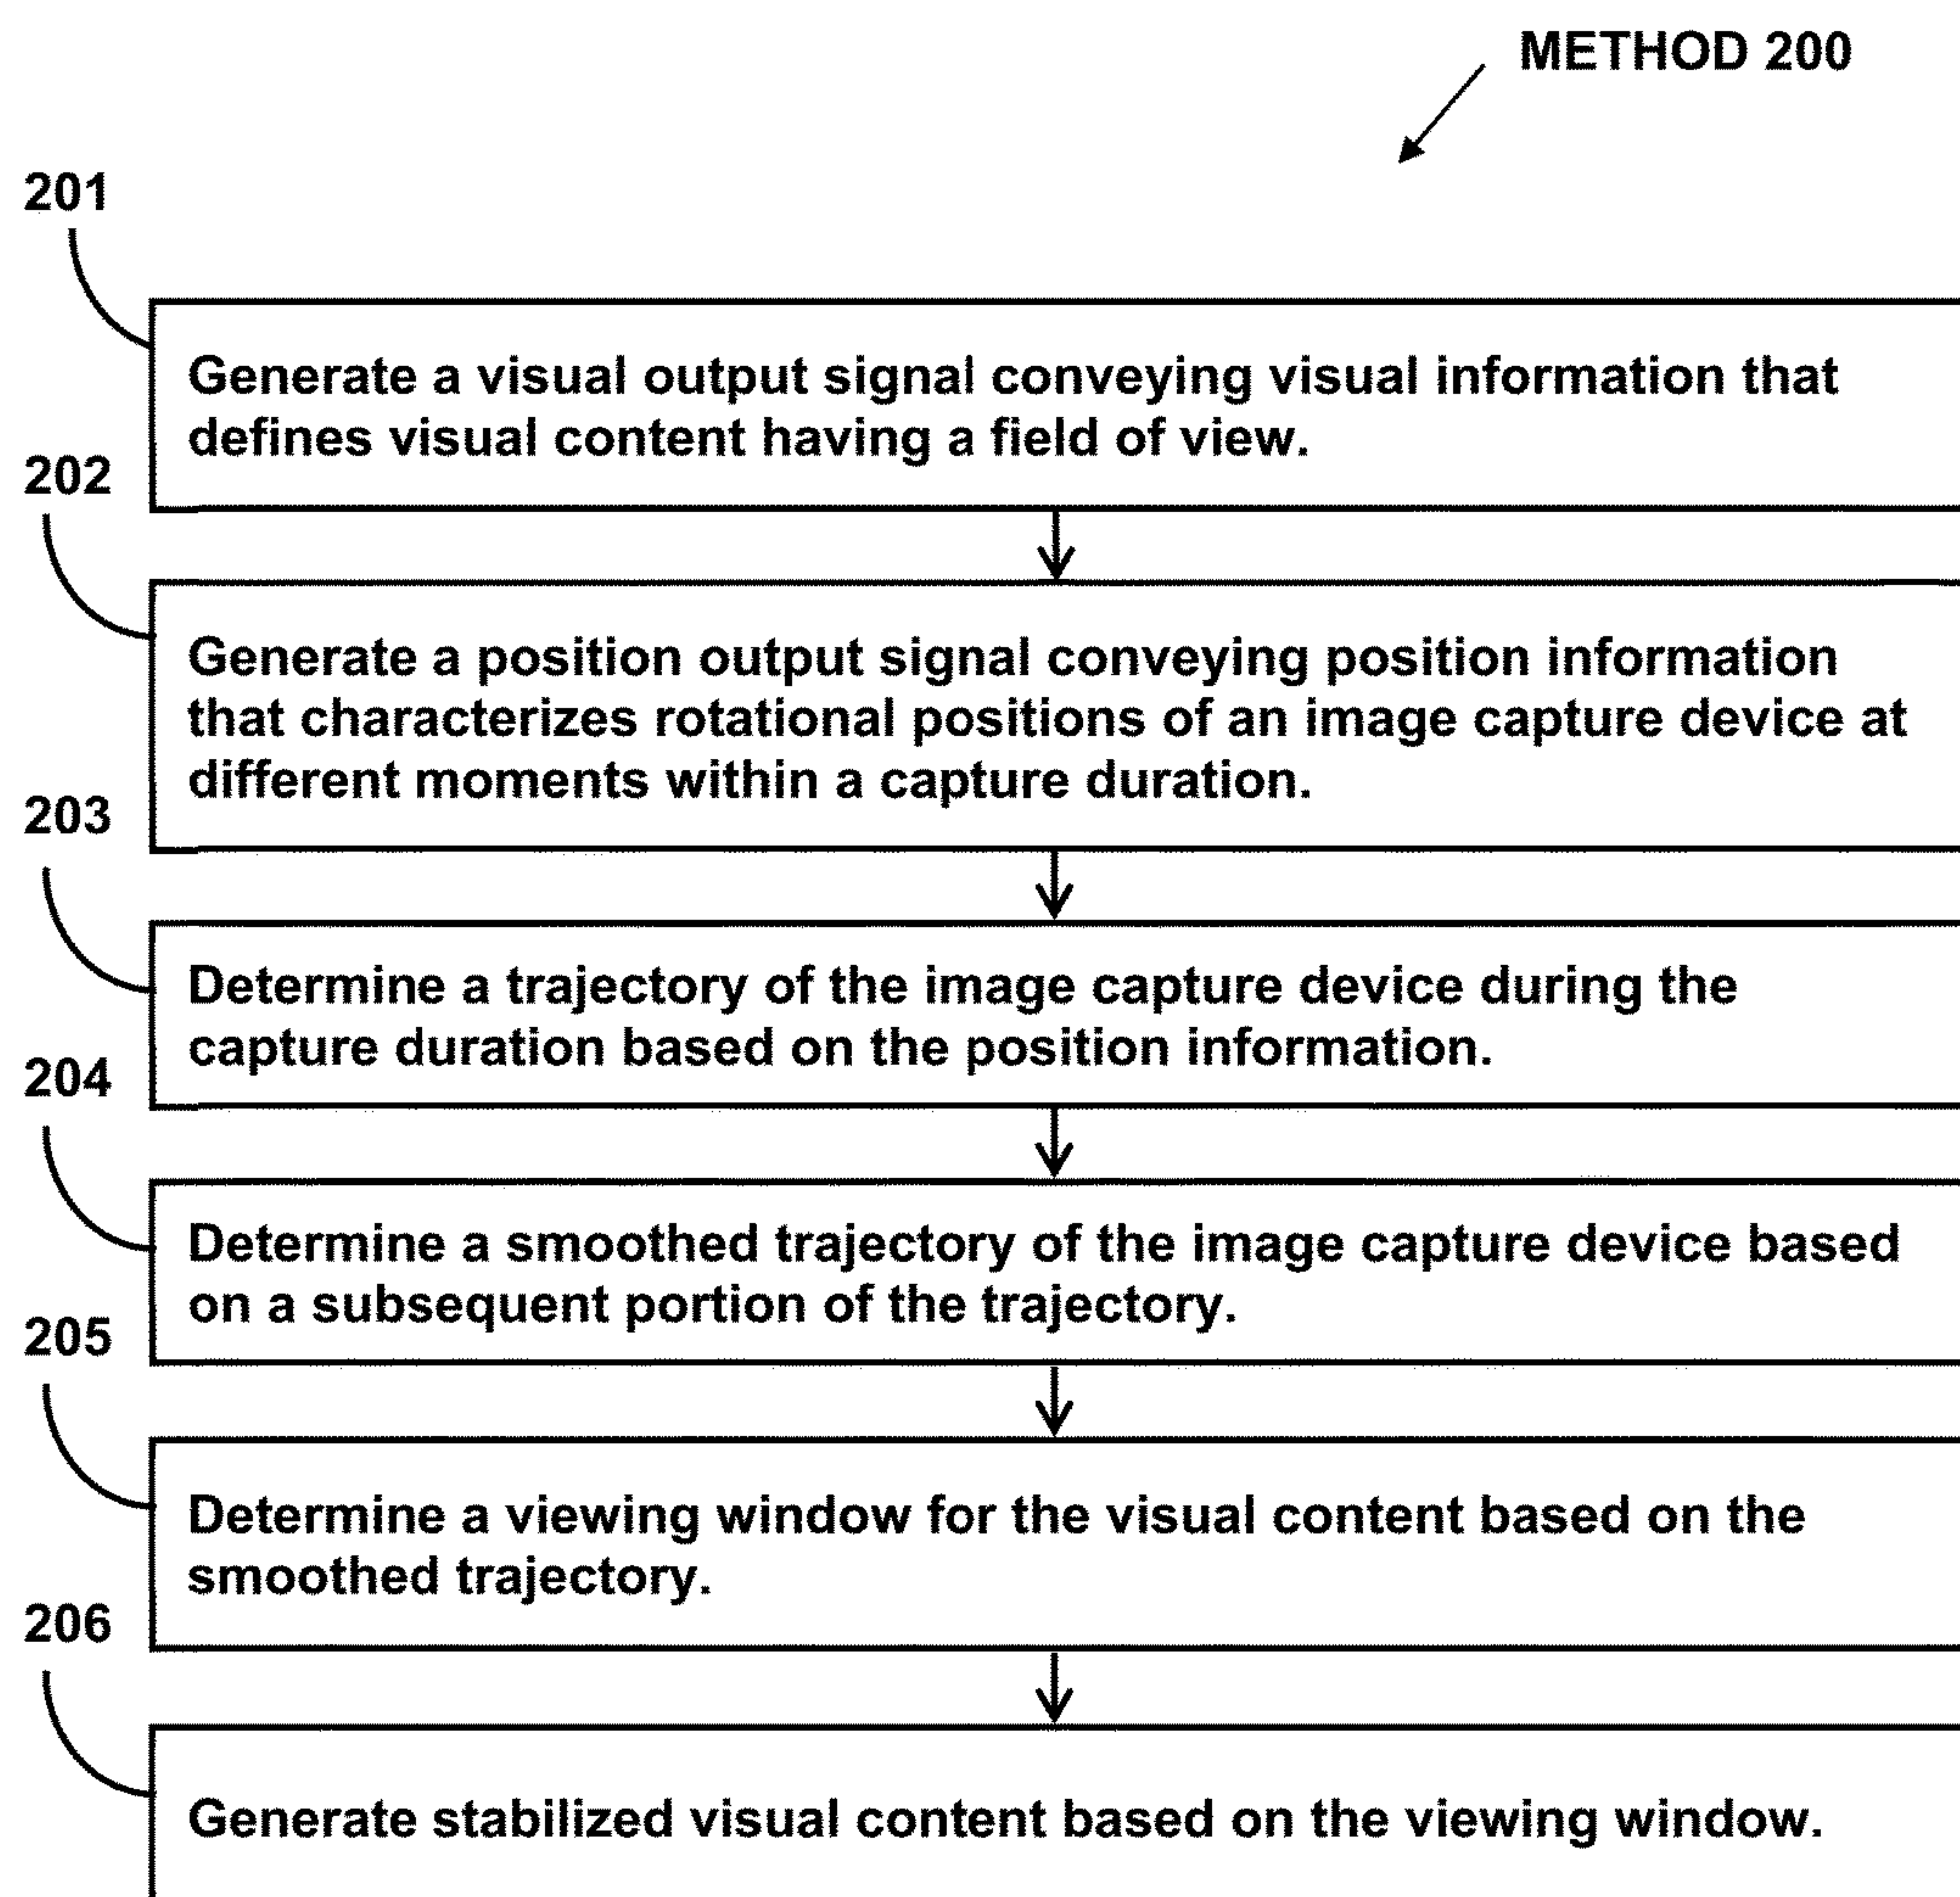 METHOD 200
201
Generate a visual output signal conveying visual information that
defines visual content having a field of view.
202
Generate a position output signal conveying position information
that characterizes rotational positions of an image capture device at
different moments within a capture duration.
203
Determine a trajectory of the image capture device during the
capture duration based on the position information.
204
Determine a smoothed trajectory of the image capture device based
on a subsequent portion of the trajectory.
205
Determine a viewing window for the visual content based on the
smoothed trajectory.
206
Generate stabilized visual content based on the viewing window.